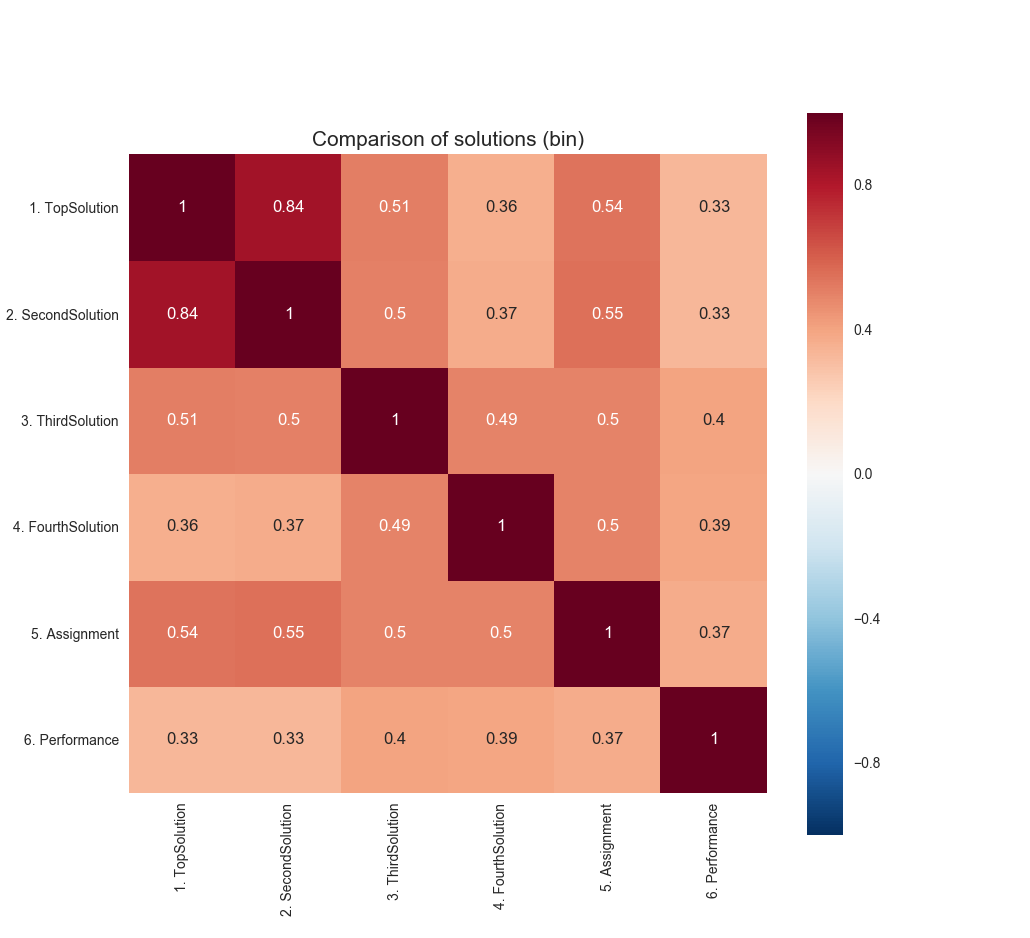 Comparison of solutions (bin)
1. TopSolution 1 0.84 0.51 0.36 0.54 0.33
2. SecondSolution 0.84 1 0.5 0.37 0.55 0.33
3. ThirdSolution 0.51 0.5 1 0.49 0.5 0.4
4. FourthSolution 0.36 0.37 0.49 1 0.5 0.39
5. Assignment 0.54 0.55 0.5 0.5 1 0.37
6. Performance 0.33 0.33 0.4 0.39 0.37 1
1. TopSolution
2. SecondSolution
3. ThirdSolution
4. FourthSolution
5. Assignment
6. Performance
0.8
0.4
0.0
−0.4
−0.8